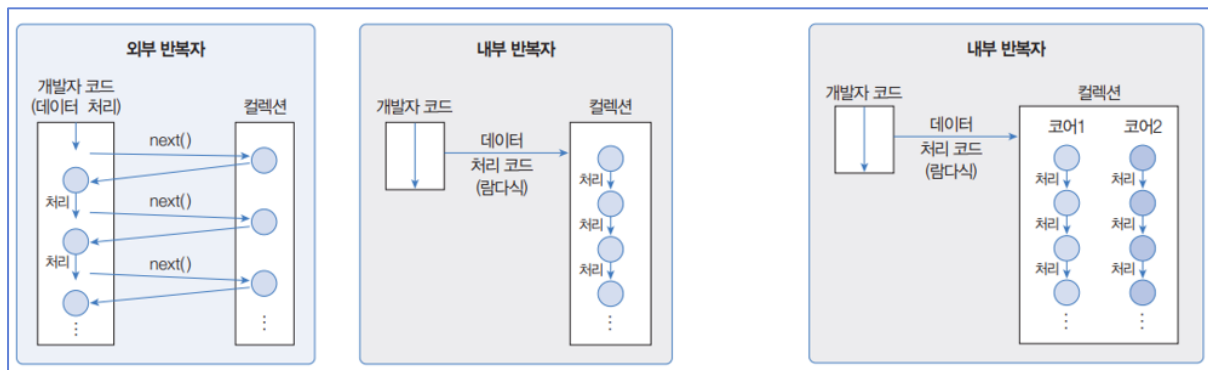 외부 반복자
개발자 코드
(데이터 처리)
컬렉션
next()
처리
next()
처리
next()
⋮
⋮
내부 반복자
개발자 코드
컬렉션
데이터
처리 코드
(람다식)
처리
처리
처리
⋮
내부 반복자
개발자 코드
컬렉션
데이터
처리 코드
(람다식)
코어1
코어2
처리
처리
처리
처리
처리
처리
⋮
⋮